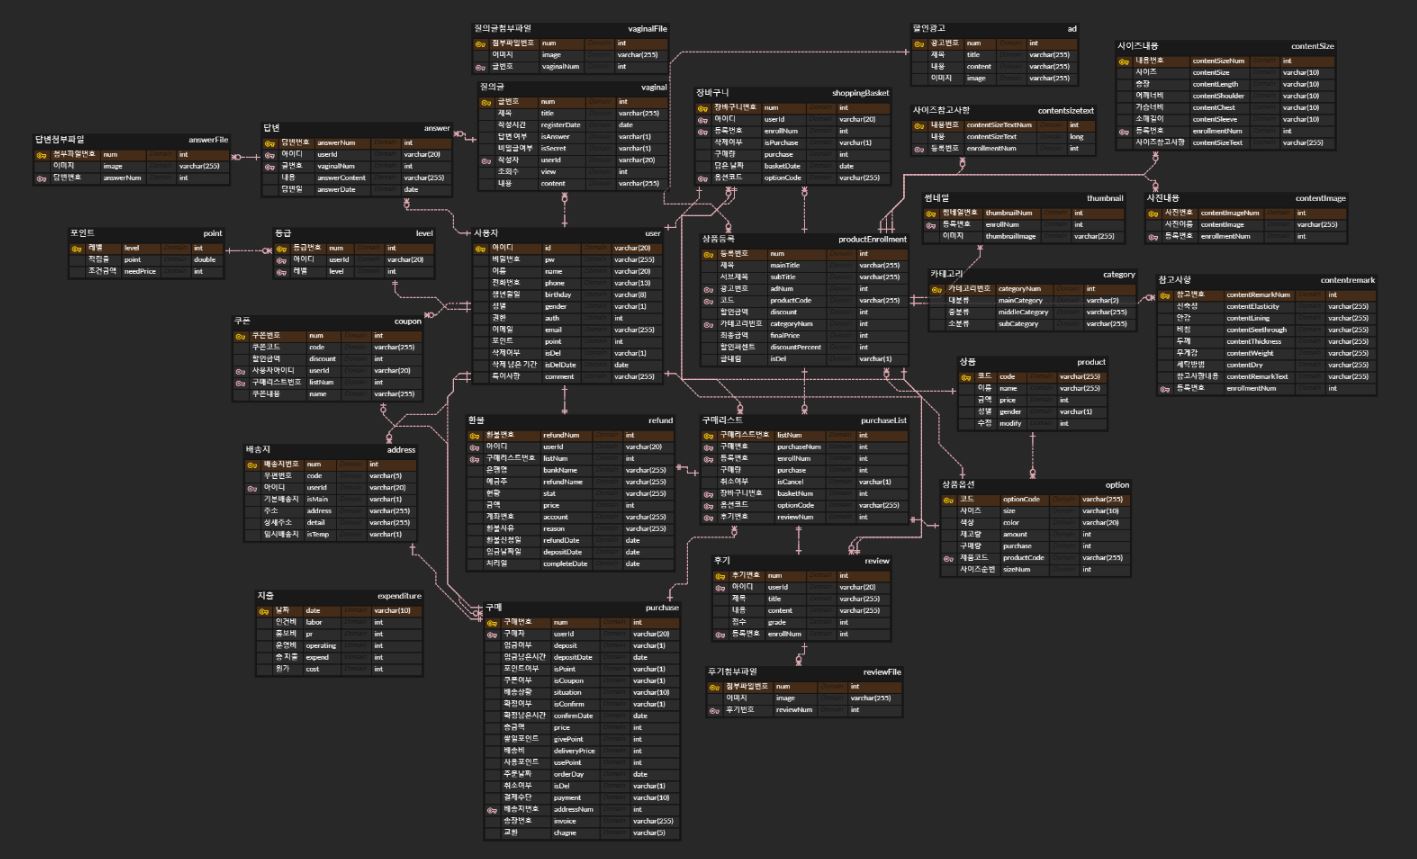 질의글첨부파일 vaginalFile
첨부파일번호 num int
이미지 image varchar(255)
글번호 vaginalNum int
할인광고 ad
광고번호 num int
제목 title varchar(255)
내용 content varchar(255)
이미지 image varchar(255)
사이즈내용 contentSize
내용번호 contentSizeNum int
사이즈 contentSize varchar(10)
총장 contentLength varchar(10)
어깨너비 contentShoulder varchar(10)
가슴너비 contentChest varchar(10)
소매길이 contentSleeve varchar(10)
등록번호 enrollmentNum int
사이즈참고사항 contentSizeText varchar(255)
질의글 vaginal
글번호 num int
제목 title varchar(255)
작성시간 registerDate date
답변여부 isAnswer varchar(1)
비밀글여부 isSecret varchar(1)
작성자 userId varchar(20)
조회수 view int
내용 content varchar(255)
장바구니 shoppingBasket
장바구니번호 num int
아이디 userId varchar(20)
등록번호 enrollNum int
삭제여부 isPurchase varchar(1)
구매량 purchase int
담은날짜 basketDate date
옵션코드 optionCode varchar(255)
사이즈참고사항 contentsizetext
내용번호 contentSizeTextNum int
내용 contentSizeText long
등록번호 enrollmentNum int
답변첨부파일 answerFile
첨부파일번호 num int
이미지 image varchar(255)
답변번호 answerNum int
답변 answer
답변번호 answerNum int
아이디 userId varchar(20)
글번호 vaginalNum int
내용 answerContent varchar(255)
답변일 answerDate date
썸네일 thumbnail
썸네일번호 thumbnailNum int
등록번호 enrollmentNum int
이미지 thumbnailImage varchar(255)
사진내용 contentImage
사진번호 contentImageNum int
사진이름 contentImage varchar(255)
등록번호 enrollmentNum int
포인트 point
레벨 level int
적립율 point double
조건금액 needPrice int
등급 level
등급번호 num int
아이디 userId varchar(20)
레벨 level int
사용자 user
아이디 id varchar(20)
비밀번호 pw varchar(255)
이름 name varchar(20)
전화번호 phone varchar(13)
생년월일 birthday varchar(8)
성별 gender varchar(1)
권한 auth int
이메일 email varchar(255)
포인트 point int
삭제여부 isDel varchar(1)
삭제남은기간 isDelDate date
특이사항 comment varchar(255)
상품등록 productEnrollment
등록번호 num int
제목 mainTitle varchar(255)
서브제목 subTitle varchar(255)
광고번호 adNum int
코드 productCode varchar(255)
할인금액 discount int
카테고리번호 categoryNum int
최종금액 finalPrice int
할인퍼센트 discountPercent int
글내림 isDel varchar(1)
카테고리 category
카테고리번호 categoryNum int
대분류 mainCategory varchar(2)
중분류 middleCategory varchar(255)
소분류 subCategory varchar(255)
참고사항 contentremark
참고번호 contentRemarkNum int
신축성 contentElasticity varchar(255)
안감 contentLining varchar(255)
비침 contentSeethrough varchar(255)
두께 contentThickness varchar(255)
무게감 contentWeight varchar(255)
세탁방법 contentDry varchar(255)
참고사항내용 contentRemarkText varchar(255)
등록번호 enrollmentNum int
쿠폰 coupon
쿠폰번호 num int
쿠폰코드 code varchar(255)
할인금액 discount int
사용자아이디 userId varchar(20)
구매리스트번호 listNum int
쿠폰내용 name varchar(255)
상품 product
코드 code varchar(255)
이름 name varchar(255)
금액 price int
성별 gender varchar(1)
수정 modify int
환불 refund
환불번호 refundNum int
아이디 userId varchar(20)
구매리스트번호 listNum int
은행명 bankName varchar(255)
예금주 refundName varchar(255)
현황 stat varchar(255)
금액 price int
계좌번호 account varchar(255)
환불사유 reason varchar(255)
환불신청일 refundDate date
입금날짜일 depositDate date
처리일 completeDate date
구매리스트 purchaseList
구매리스트번호 listNum int
구매번호 purchaseNum int
등록번호 enrollNum int
구매량 purchase int
취소여부 isCancel varchar(1)
장바구니번호 basketNum int
옵션코드 optionCode varchar(255)
후기번호 reviewNum int
배송지 address
배송지번호 num int
우편번호 code varchar(5)
아이디 userId varchar(20)
기본배송지 isMain varchar(1)
주소 address varchar(255)
상세주소 detail varchar(255)
임시배송지 isTemp varchar(1)
상품옵션 option
코드 optionCode varchar(255)
사이즈 size varchar(10)
색상 color varchar(20)
재고량 amount int
구매량 purchase int
제품코드 productCode varchar(255)
사이즈순번 sizeNum int
후기 review
후기번호 num int
아이디 userId varchar(20)
제목 title varchar(255)
내용 content varchar(255)
점수 grade int
등록번호 enrollNum int
지출 expenditure
날짜 date varchar(10)
인건비 labor int
홍보비 pr int
운영비 operating int
총지출 expend int
원가 cost int
구매 purchase
구매번호 num int
구매자 userId varchar(20)
입금여부 deposit varchar(1)
입금남은시간 depositDate date
포인트여부 isPoint varchar(1)
쿠폰여부 isCoupon varchar(1)
배송상황 situation varchar(10)
확정여부 isConfirm varchar(1)
확정남은시간 confirmDate date
총금액 price int
쌓일포인트 givePoint int
배송비 deliveryPrice int
사용포인트 usePoint int
주문날짜 orderDay date
취소여부 isDel varchar(1)
결제수단 payment varchar(10)
배송지번호 addressNum int
송장번호 invoice varchar(255)
교환 chagne varchar(5)
후기첨부파일 reviewFile
첨부파일번호 num int
이미지 image varchar(255)
후기번호 reviewNum int